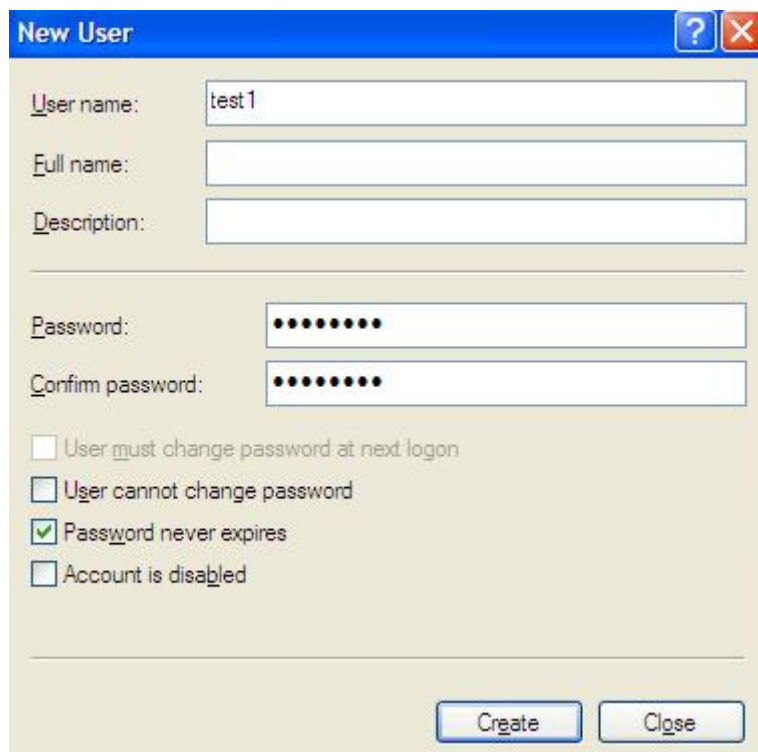 New User
User name: test1
Full name:
Description:
Password: ••••••••
Confirm password: ••••••••
User must change password at next logon
User cannot change password
Password never expires
Account is disabled
Create Close